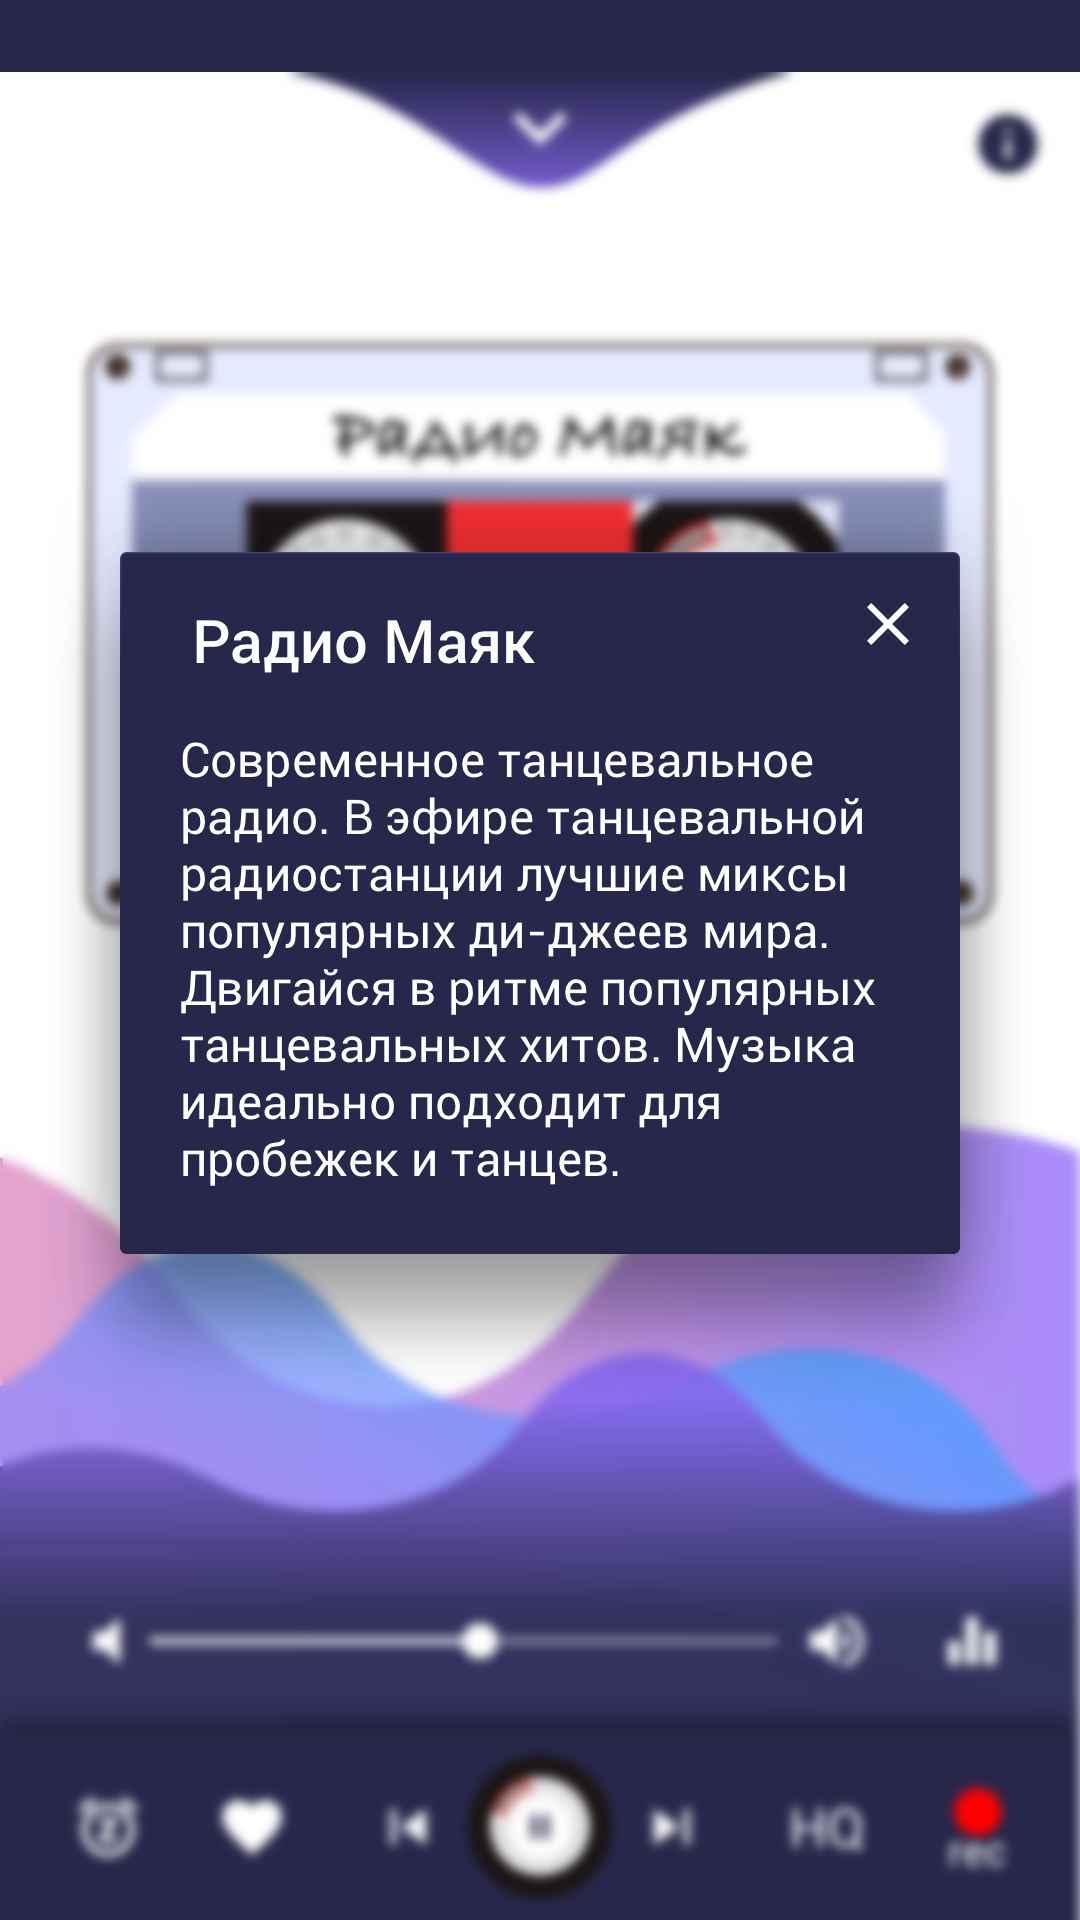 Радио Маяк
Радио Маяк
Современное танцевальное
радио. В эфире танцевальной
радиостанции лучшие миксы
популярных ди-джеев мира.
Двигайся в ритме популярных
танцевальных хитов. Музыка
идеально подходит для
пробежек и танцев.
HQ
rec